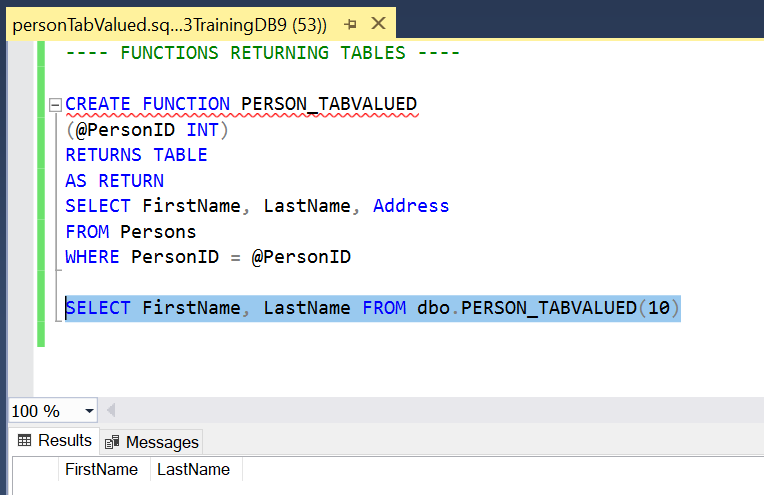 personTabValued.sq...3TrainingDB9 (53))
---- FUNCTIONS RETURNING TABLES ----
CREATE FUNCTION PERSON_TABVALUED
(@PersonID INT)
RETURNS TABLE
AS RETURN
SELECT FirstName, LastName, Address
FROM Persons
WHERE PersonID = @PersonID
SELECT FirstName, LastName FROM dbo.PERSON_TABVALUED(10)
100 %
Results Messages
FirstName LastName